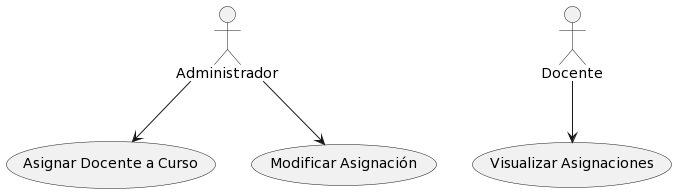 Administrador
Docente
Asignar Docente a Curso
Modificar Asignación
Visualizar Asignaciones